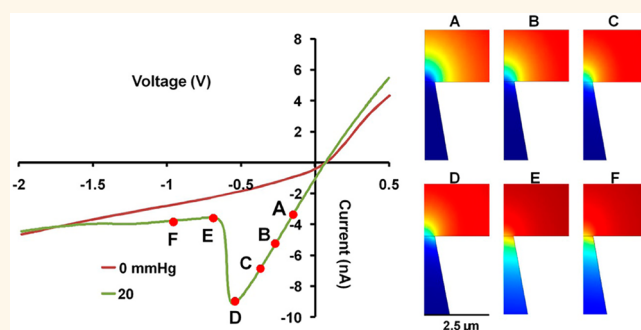 Voltage (V)
8
6
4
2
-2
-1.5
-1
-0.5
0.5
-2
-4
-6
-8
-10
Current (nA)
A
B
C
D
E
F
0 mmHg
20
A
B
C
D
E
F
2.5 µm